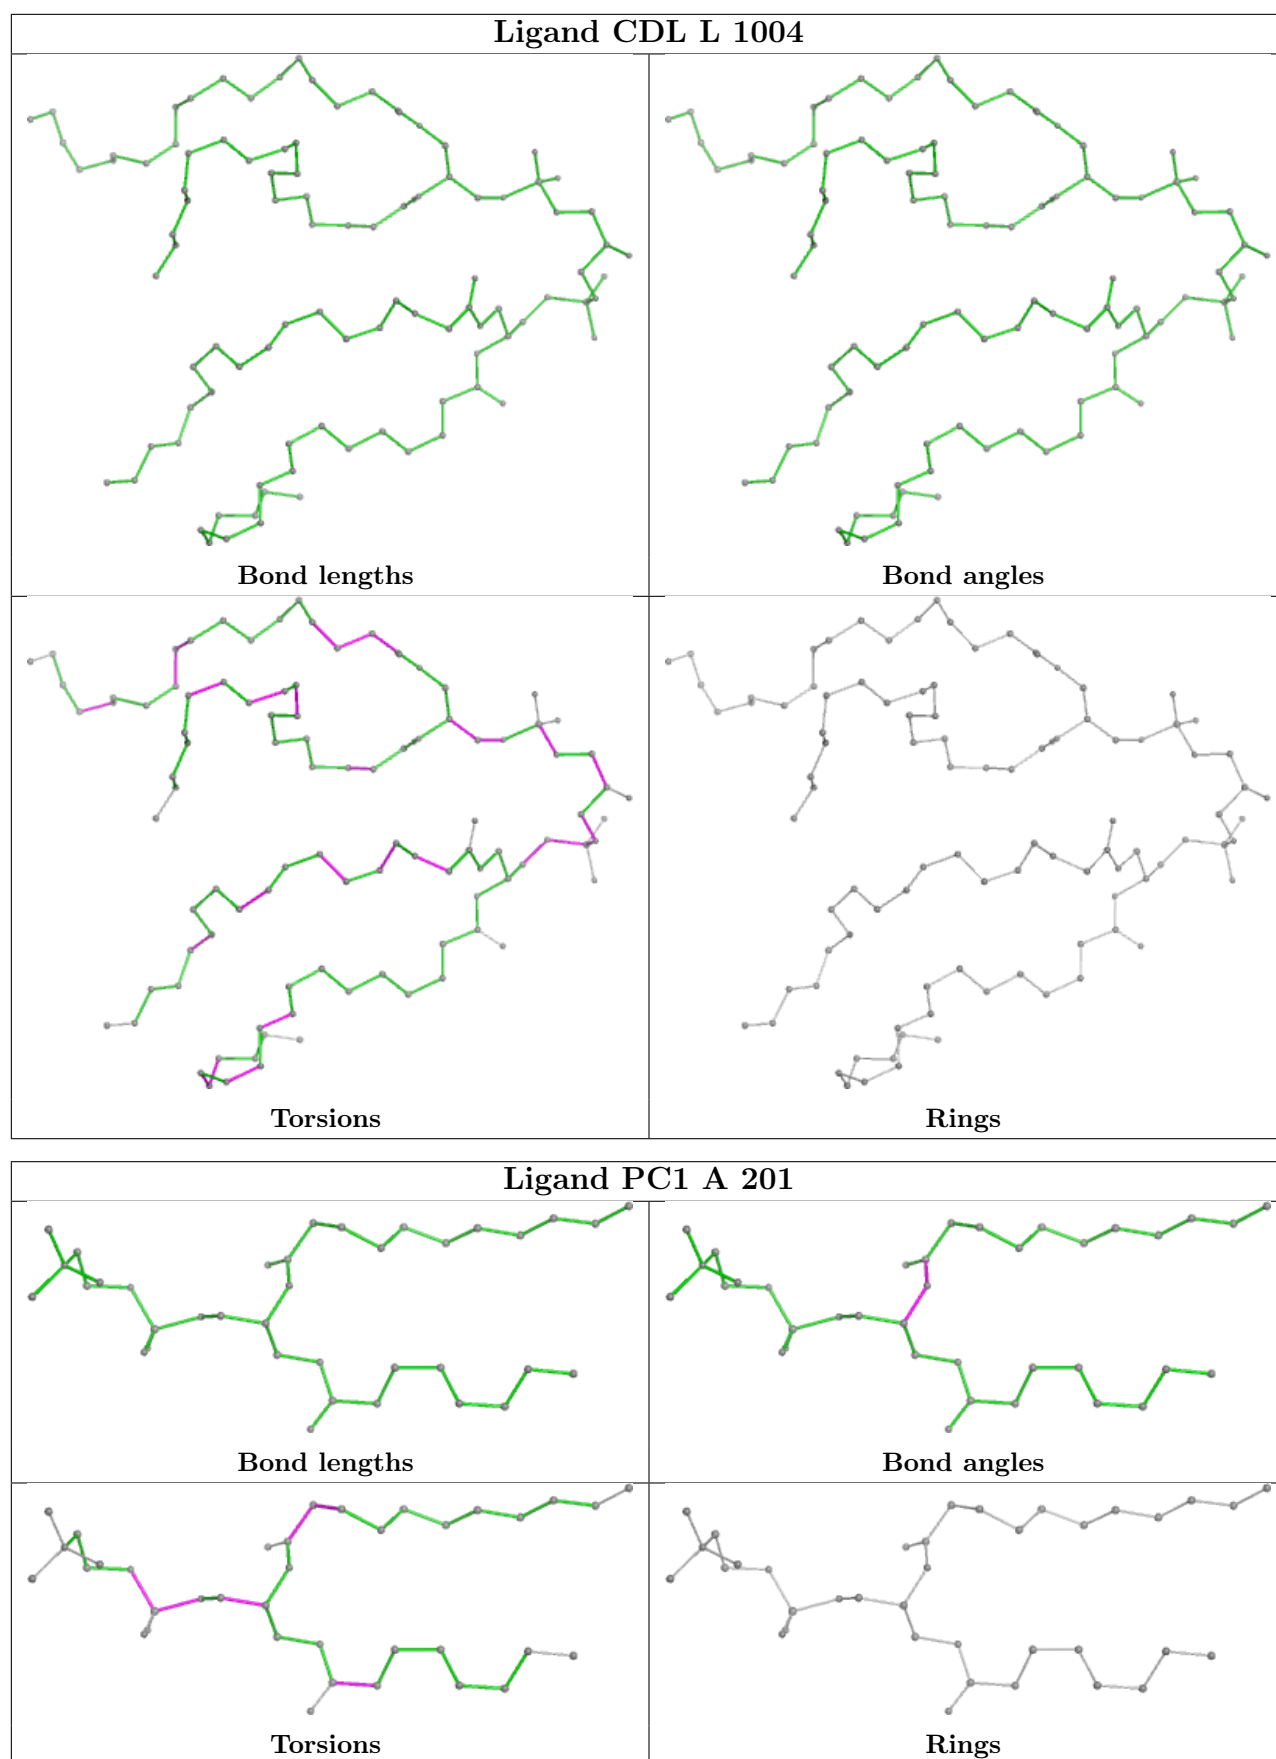 Ligand CDL L 1004
Bond lengths
Bond angles
Torsions
Rings
Ligand PC1 A 201
Bond lengths
Bond angles
Torsions
Rings